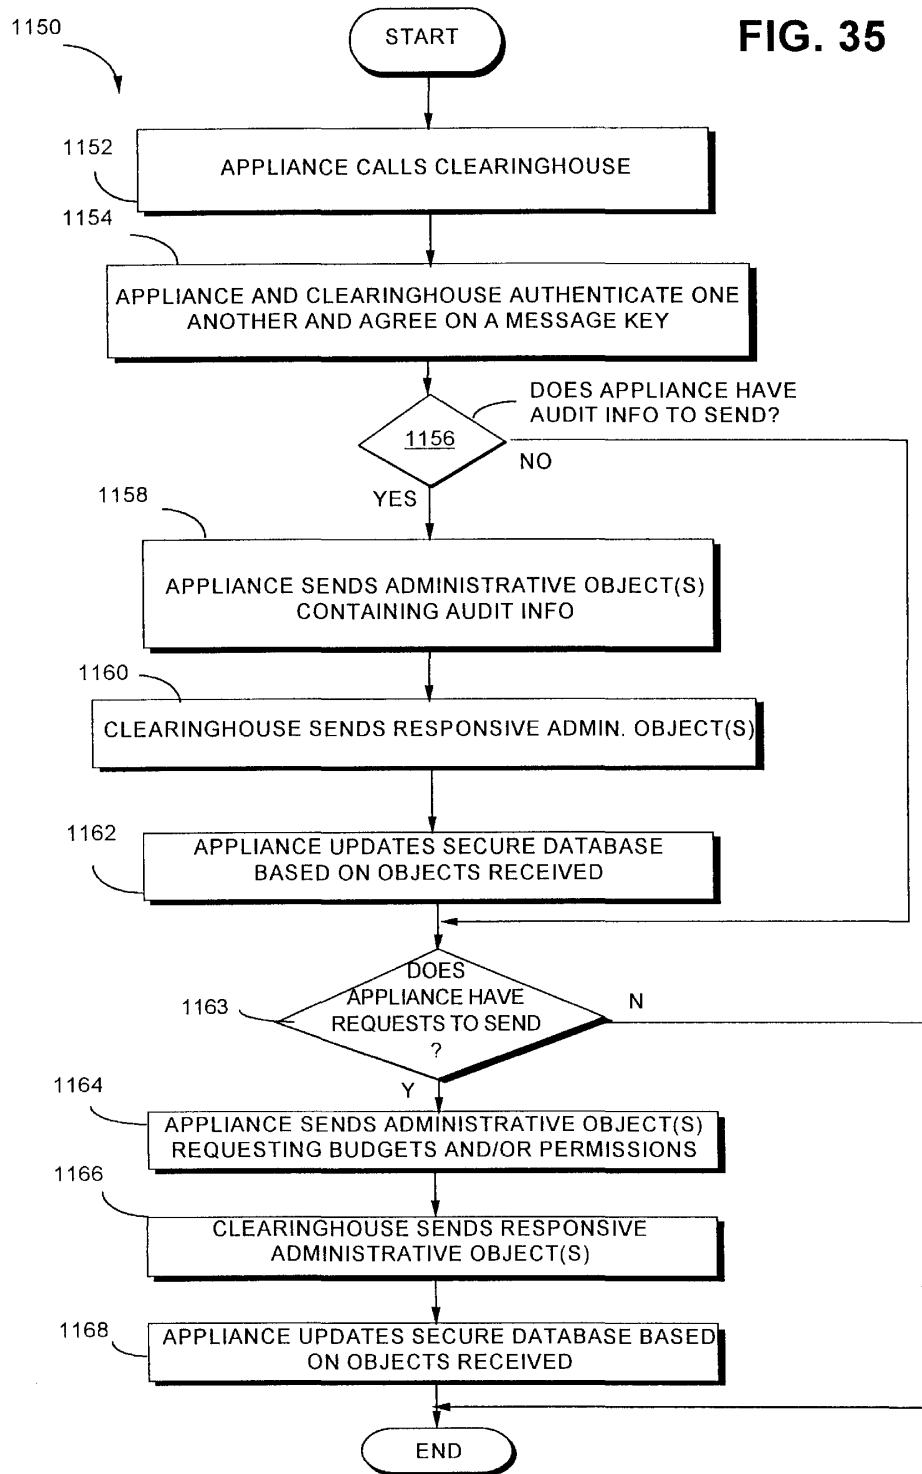 1150
START
FIG. 35
1152
APPLIANCE CALLS CLEARINGHOUSE
1154
APPLIANCE AND CLEARINGHOUSE AUTHENTICATE ONE
ANOTHER AND AGREE ON A MESSAGE KEY
DOES APPLIANCE HAVE
AUDIT INFO TO SEND?
1156
NO
YES
1158
APPLIANCE SENDS ADMINISTRATIVE OBJECT(S)
CONTAINING AUDIT INFO
1160
CLEARINGHOUSE SENDS RESPONSIVE ADMIN. OBJECT(S)
1162
APPLIANCE UPDATES SECURE DATABASE
BASED ON OBJECTS RECEIVED
DOES
APPLIANCE HAVE
REQUESTS TO SEND
?
1163
N
Y
1164
APPLIANCE SENDS ADMINISTRATIVE OBJECT(S)
REQUESTING BUDGETS AND/OR PERMISSIONS
1166
CLEARINGHOUSE SENDS RESPONSIVE
ADMINISTRATIVE OBJECT(S)
1168
APPLIANCE UPDATES SECURE DATABASE BASED
ON OBJECTS RECEIVED
END